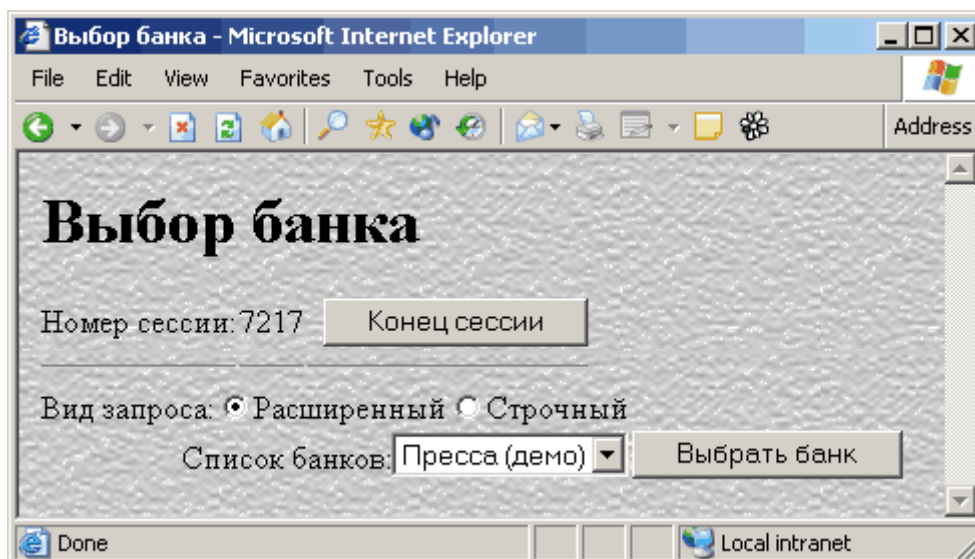 Выбор банка - Microsoft Internet Explorer
File Edit View Favorites Tools Help
Address
Выбор банка
Номер сессии: 7217 Конец сессии
Вид запроса: Расширенный Строчный
Список банков: Пресса (демо) Выбрать банк
Done Local intranet